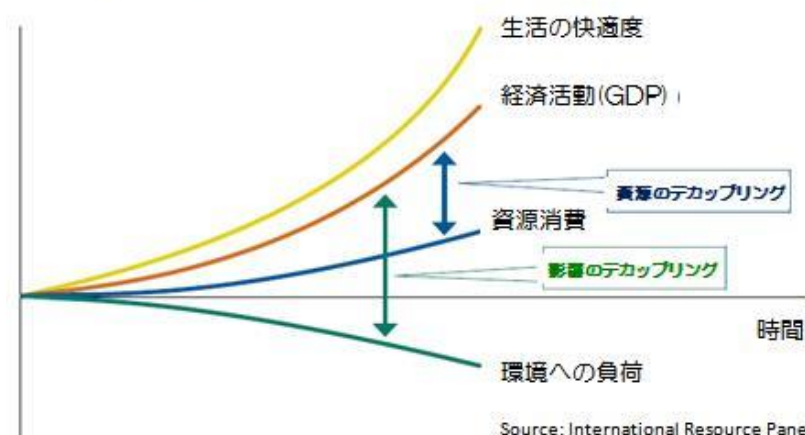 生活の快適度
経済活動(GDP)
資源のデカップリング
資源消費
影響のデカップリング
時間
環境への負荷
Source: International Resource Pane